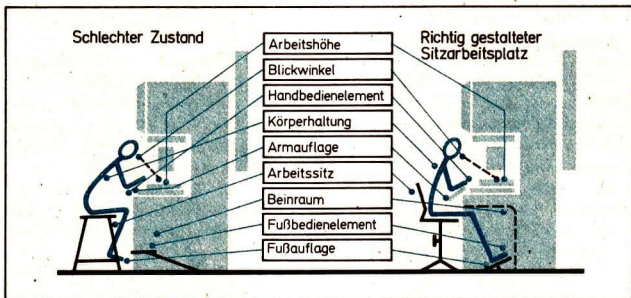 Schlechter Zustand
Richtig gestalteter
Sitzarbeitsplatz
Arbeitshöhe
Blickwinkel
Handbedienelement
Körperhaltung
Armauflage
Arbeitssitz
Beinraum
Fußbedienelement
Fußauflage